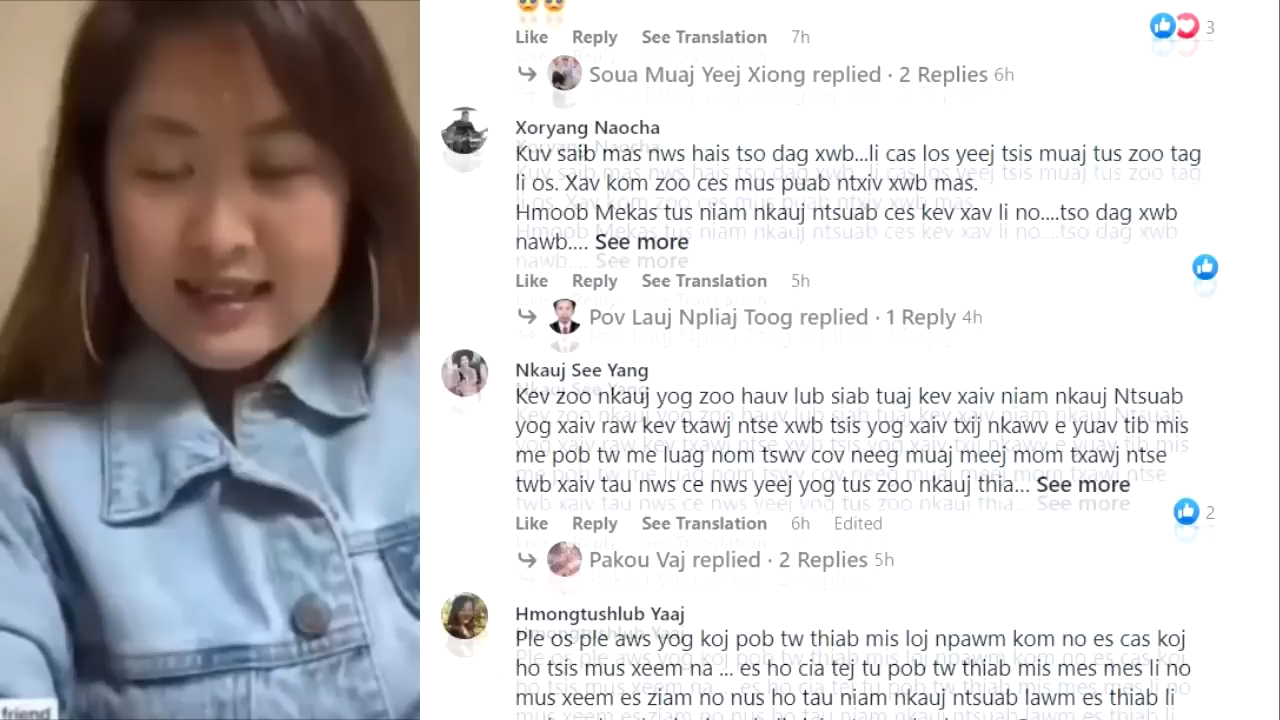 Like Reply See Translation 7h
3
Soua Muaj Yeej Xiong replied · 2 Replies 6h
Xoryang Naocha
Kuv saib mas nws hais tso dag xwb...li cas los yeej tsis muaj tus zoo tag
li os. Xav kom zoo ces mus puab ntxiv xwb mas.
Hmoob Mekas tus niam nkauj ntsuab ces kev xav li no....tso dag xwb
nawb.... See more
Like Reply See Translation 5h
Pov Lauj Npliaj Toog replied · 1 Reply 4h
Nkauj See Yang
Kev zoo nkauj yog zoo hauv lub siab tuaj kev xaiv niam nkauj Ntsuab
yog xaiv raw kev txawj ntse xwb tsis yog xaiv txij nkawv e yuav tib mis
me pob tw me luag nom tswv cov neeg muaj meej mom txawj ntse
twb xaiv tau nws ce nws yeej yog tus zoo nkauj thia... See more
Like Reply See Translation 6h Edited
2
Pakou Vaj replied · 2 Replies 5h
Hmongtushlub Yaaj
Ple os ple aws yog koj pob tw thiab mis loj npawm kom no es cas koj
ho tsis mus xeem na ... es ho cia tej tu pob tw thiab mis mes mes li no
mus xeem es ziam no nus ho tau niam nkauj ntsuab lawm es thiab li
friend